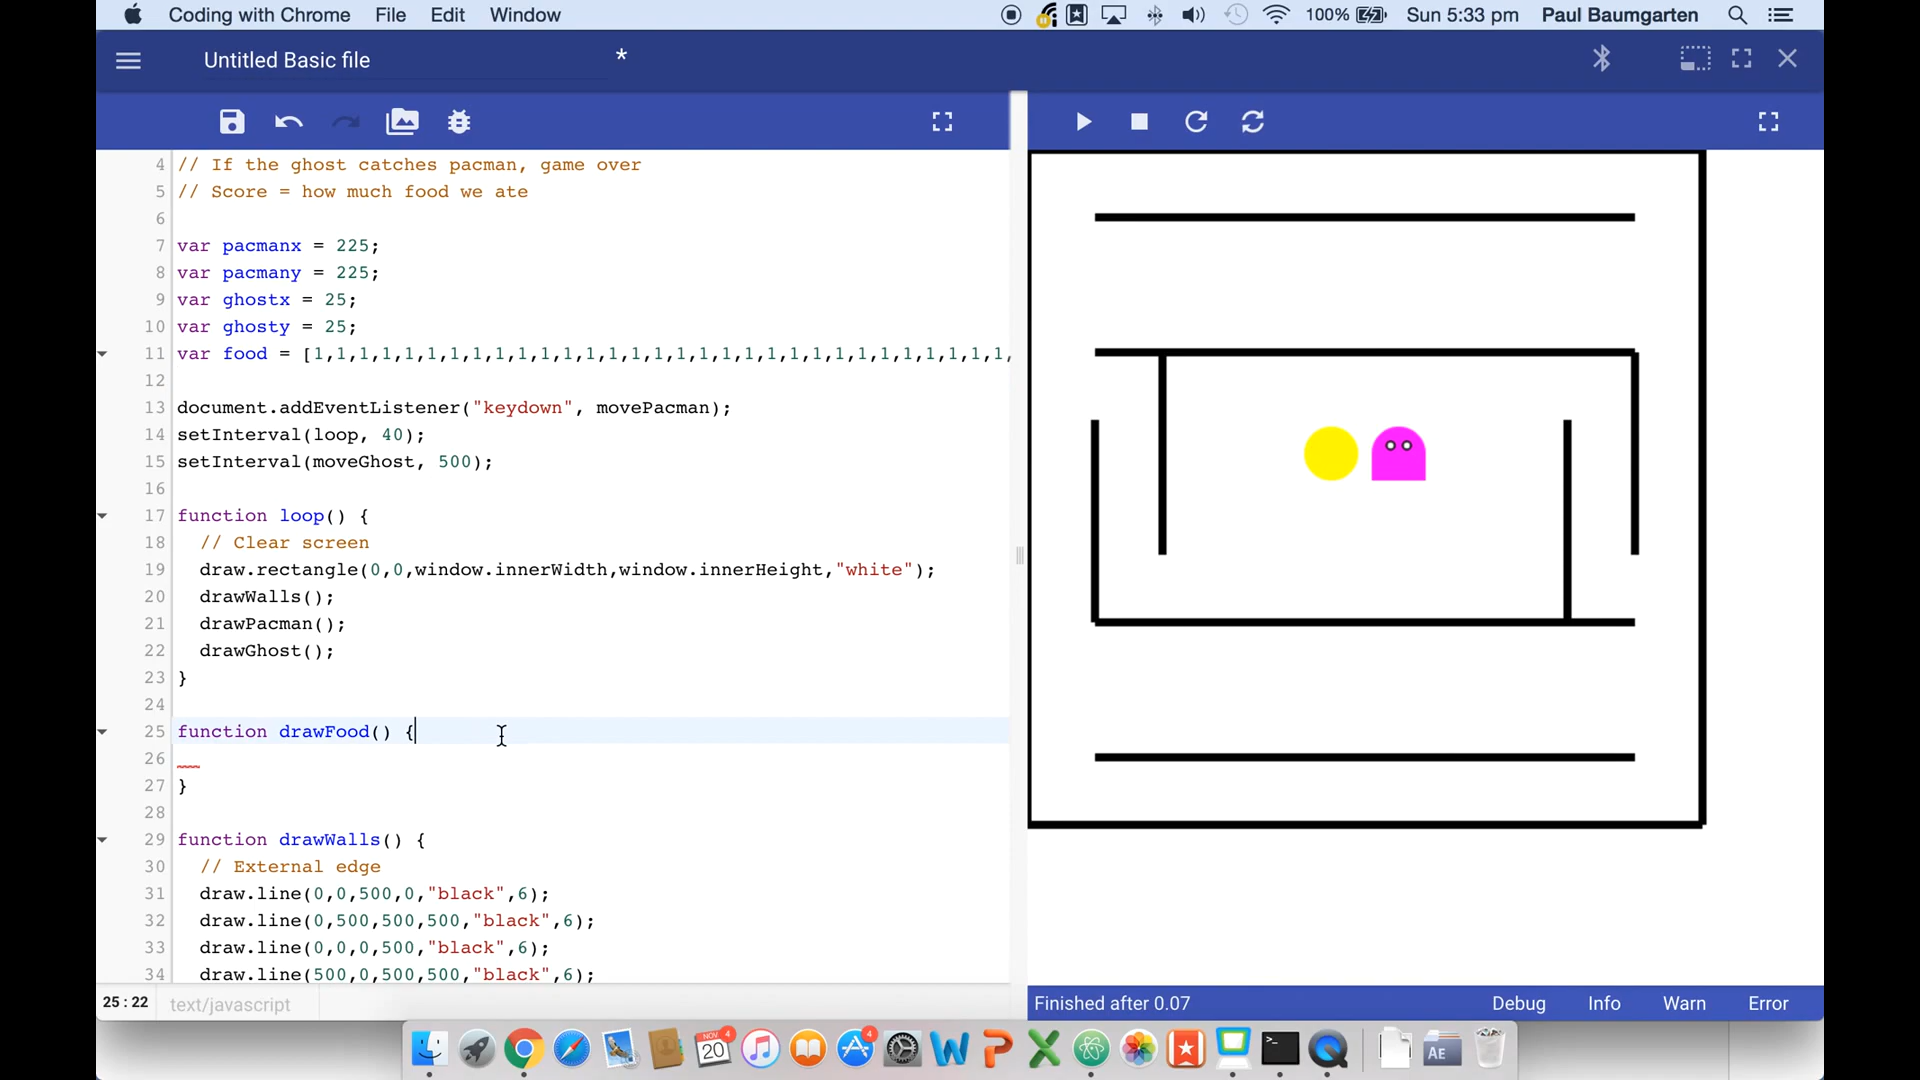 Coding with Chrome File Edit Window 100% Sun 5:33 pm Paul Baumgarten
Untitled Basic file *
4 // If the ghost catches pacman, game over
5 // Score = how much food we ate
6
7 var pacmanx = 225;
8 var pacmany = 225;
9 var ghostx = 25;
10 var ghosty = 25;
11 var food = [1,1,1,1,1,1,1,1,1,1,1,1,1,1,1,1,1,1,1,1,1,1,1,1,1,1,1,1,1,1,1,
12
13 document.addEventListener("keydown", movePacman);
14 setInterval(loop, 40);
15 setInterval(moveGhost, 500);
16
17 function loop() {
18 // Clear screen
19 draw.rectangle(0,0,window.innerWidth,window.innerHeight,"white");
20 drawWalls();
21 drawPacman();
22 drawGhost();
23 }
24
25 function drawFood() {
26
27 }
28
29 function drawWalls() {
30 // External edge
31 draw.line(0,0,500,0,"black",6);
32 draw.line(0,500,500,500,"black",6);
33 draw.line(0,0,0,500,"black",6);
34 draw.line(500,0,500,500,"black",6);
25:22 text/javascript
Finished after 0.07 Debug Info Warn Error
NOV 4 4
20 W P X >_ AE